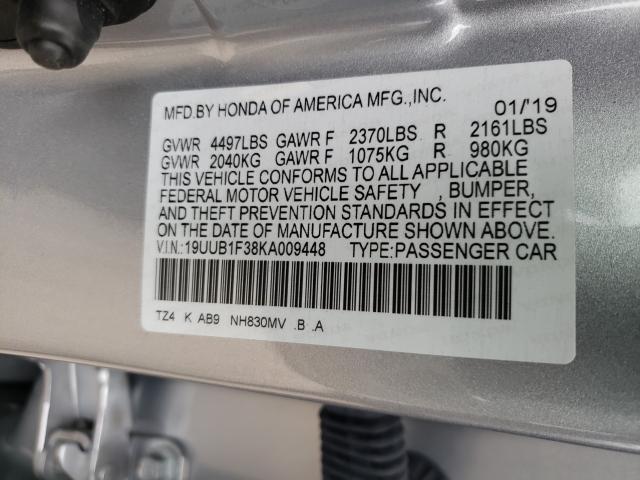 MFD.BY HONDA OF AMERICA MFG.,INC. 01/'19
GVWR 4497LBS GAWR F 2370LBS R 2161LBS
GVWR 2040KG GAWR F 1075KG R 980KG
THIS VEHICLE CONFORMS TO ALL APPLICABLE
FEDERAL MOTOR VEHICLE SAFETY , BUMPER,
AND THEFT PREVENTION STANDARDS IN EFFECT
ON THE DATE OF MANUFACTURE SHOWN ABOVE.
V.I.N.:19UUB1F38KA009448 TYPE:PASSENGER CAR
TZ4 K AB9 NH830MV .B .A